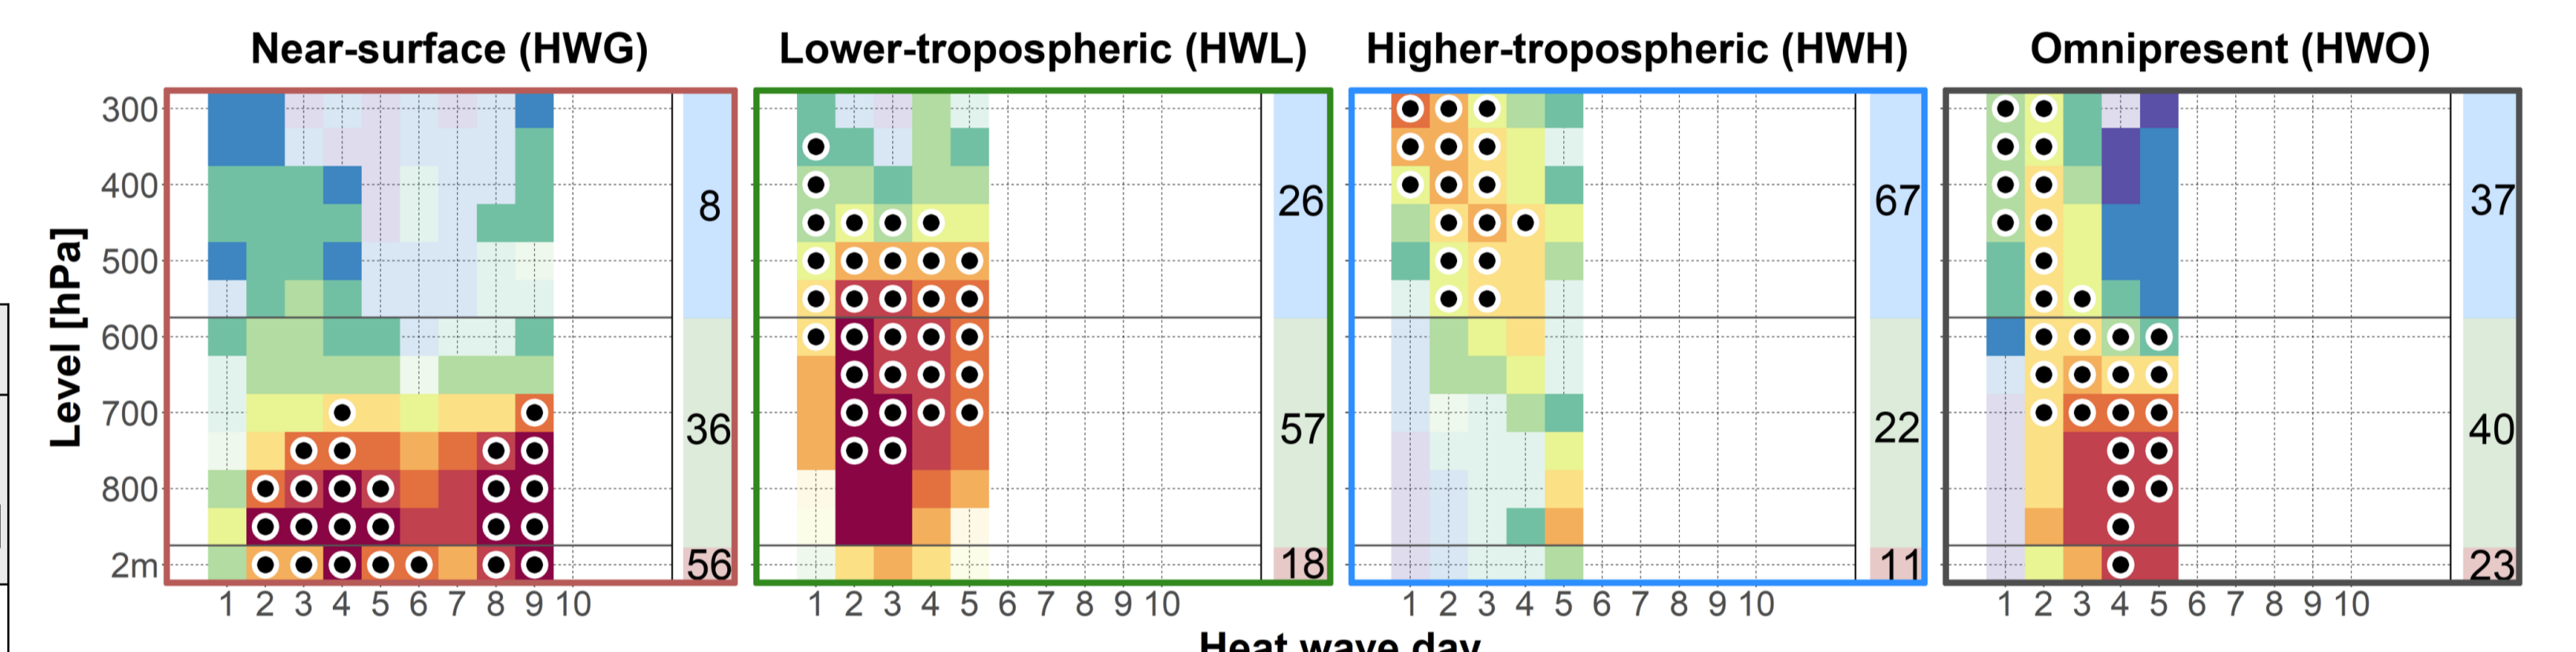 Near-surface (HWG)
Lower-tropospheric (HWL)
Higher-tropospheric (HWH)
Omnipresent (HWO)
Level [hPa]
300
400
500
600
700
800
2m
8
36
56
26
57
18
67
22
11
37
40
23
1 2 3 4 5 6 7 8 9 10
1 2 3 4 5 6 7 8 9 10
1 2 3 4 5 6 7 8 9 10
1 2 3 4 5 6 7 8 9 10
Heat wave day